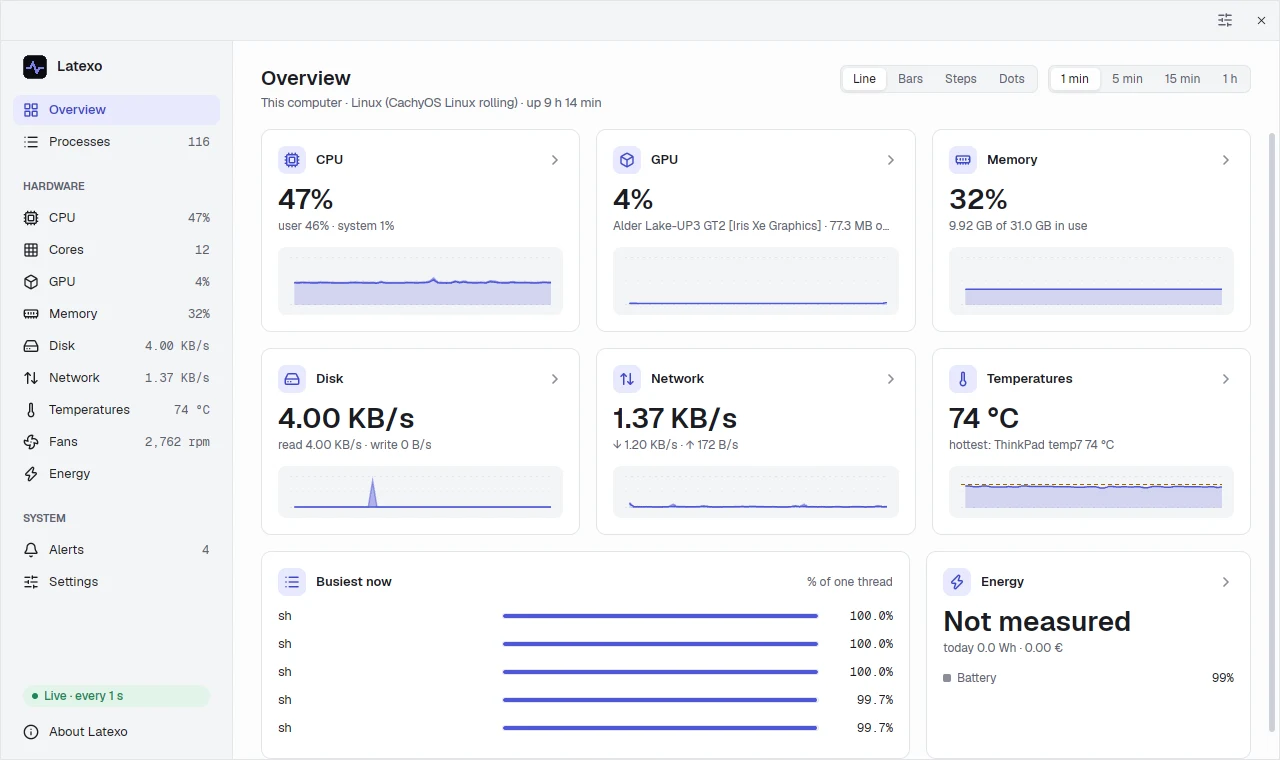 Latexo
Overview
Processes 116
HARDWARE
CPU 47%
Cores 12
GPU 4%
Memory 32%
Disk 4.00 KB/s
Network 1.37 KB/s
Temperatures 74 °C
Fans 2,762 rpm
Energy
SYSTEM
Alerts 4
Settings
Live · every 1 s
About Latexo
Overview
This computer · Linux (CachyOS Linux rolling) · up 9 h 14 min
Line Bars Steps Dots
1 min 5 min 15 min 1 h
CPU
47%
user 46% · system 1%
GPU
4%
Alder Lake-UP3 GT2 [Iris Xe Graphics] · 77.3 MB o...
Memory
32%
9.92 GB of 31.0 GB in use
Disk
4.00 KB/s
read 4.00 KB/s · write 0 B/s
Network
1.37 KB/s
↓ 1.20 KB/s · ↑ 172 B/s
Temperatures
74 °C
hottest: ThinkPad temp7 74 °C
Busiest now % of one thread
sh 100.0%
sh 100.0%
sh 100.0%
sh 99.7%
sh 99.7%
Energy
Not measured
today 0.0 Wh · 0.00 €
Battery 99%